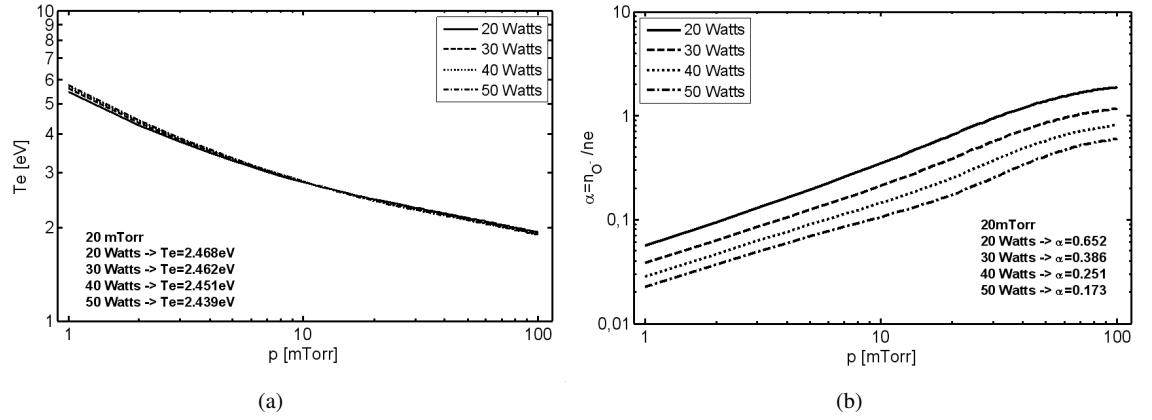 10
9
8
7
6
5
4
3
2
1
Te [eV]
20 Watts
30 Watts
40 Watts
50 Watts
20 mTorr
20 Watts -> Te=2.468eV
30 Watts -> Te=2.462eV
40 Watts -> Te=2.451eV
50 Watts -> Te=2.439eV
1
10
100
p [mTorr]
(a)
10
1
0,1
0,01
α=nO- /ne
20 Watts
30 Watts
40 Watts
50 Watts
20mTorr
20 Watts -> α=0.652
30 Watts -> α=0.386
40 Watts -> α=0.251
50 Watts -> α=0.173
1
10
100
p [mTorr]
(b)